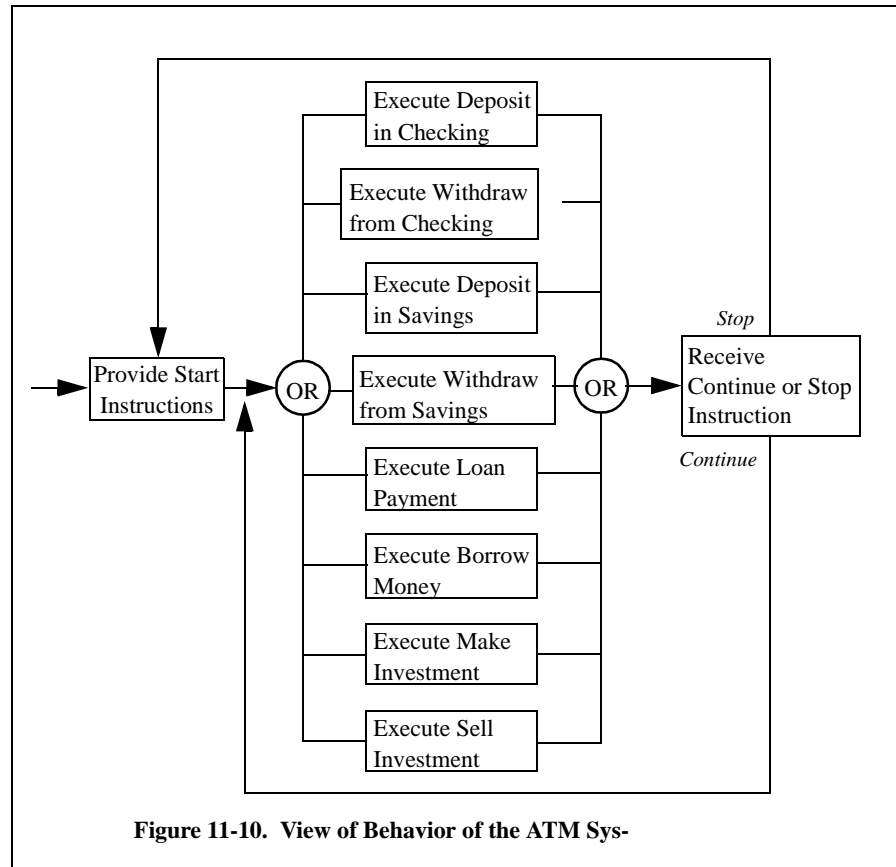 Execute Deposit
in Checking
Execute Withdraw
from Checking
Execute Deposit
in Savings
Stop
Provide Start
Instructions
OR
Execute Withdraw
from Savings
OR
Receive
Continue or Stop
Instruction
Continue
Execute Loan
Payment
Execute Borrow
Money
Execute Make
Investment
Execute Sell
Investment
Figure 11-10. View of Behavior of the ATM Sys-